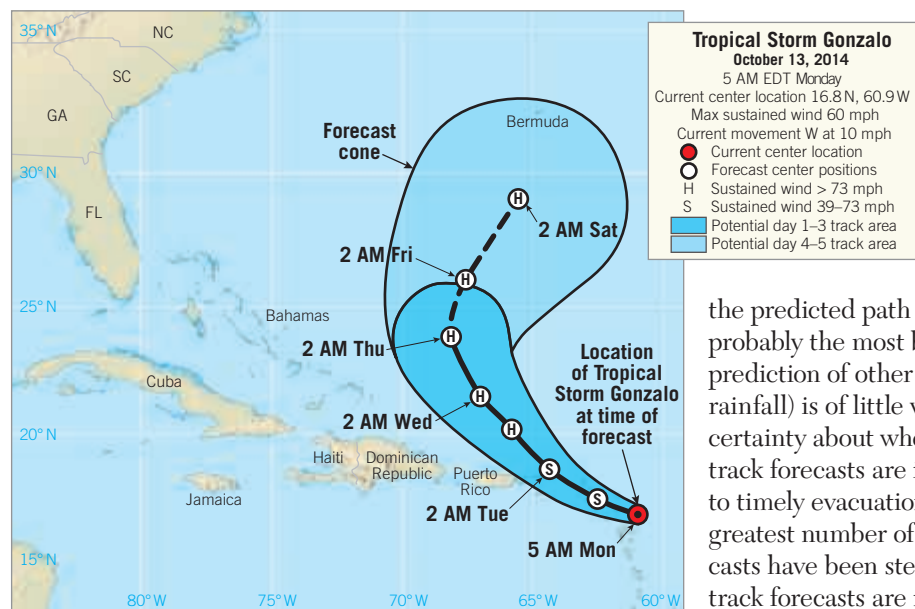 Tropical Storm Gonzalo
October 13, 2014
5 AM EDT Monday
Current center location 16.8 N, 60.9 W
Max sustained wind 60 mph
Current movement W at 10 mph
Current center location
Forecast center positions
H Sustained wind > 73 mph
S Sustained wind 39–73 mph
Potential day 1–3 track area
Potential day 4–5 track area
35° N
NC
SC
GA
Bermuda
Forecast
cone
30° N
FL
H
2 AM Sat
2 AM Fri
H
25° N
Bahamas
H
2 AM Thu
Location
of Tropical
Storm Gonzalo
at time of
forecast
Cuba
H
2 AM Wed
H
20° N
Haiti
Dominican
Republic
Puerto
Rico
S
Jamaica
S
2 AM Tue
5 AM Mon
15° N
80° W
75° W
70° W
65° W
60° W
the predicted path
probably the most
prediction of other
rainfall) is of little
certainty about
track forecasts are
to timely evacuation
greatest number of
casts have been
track forecasts are